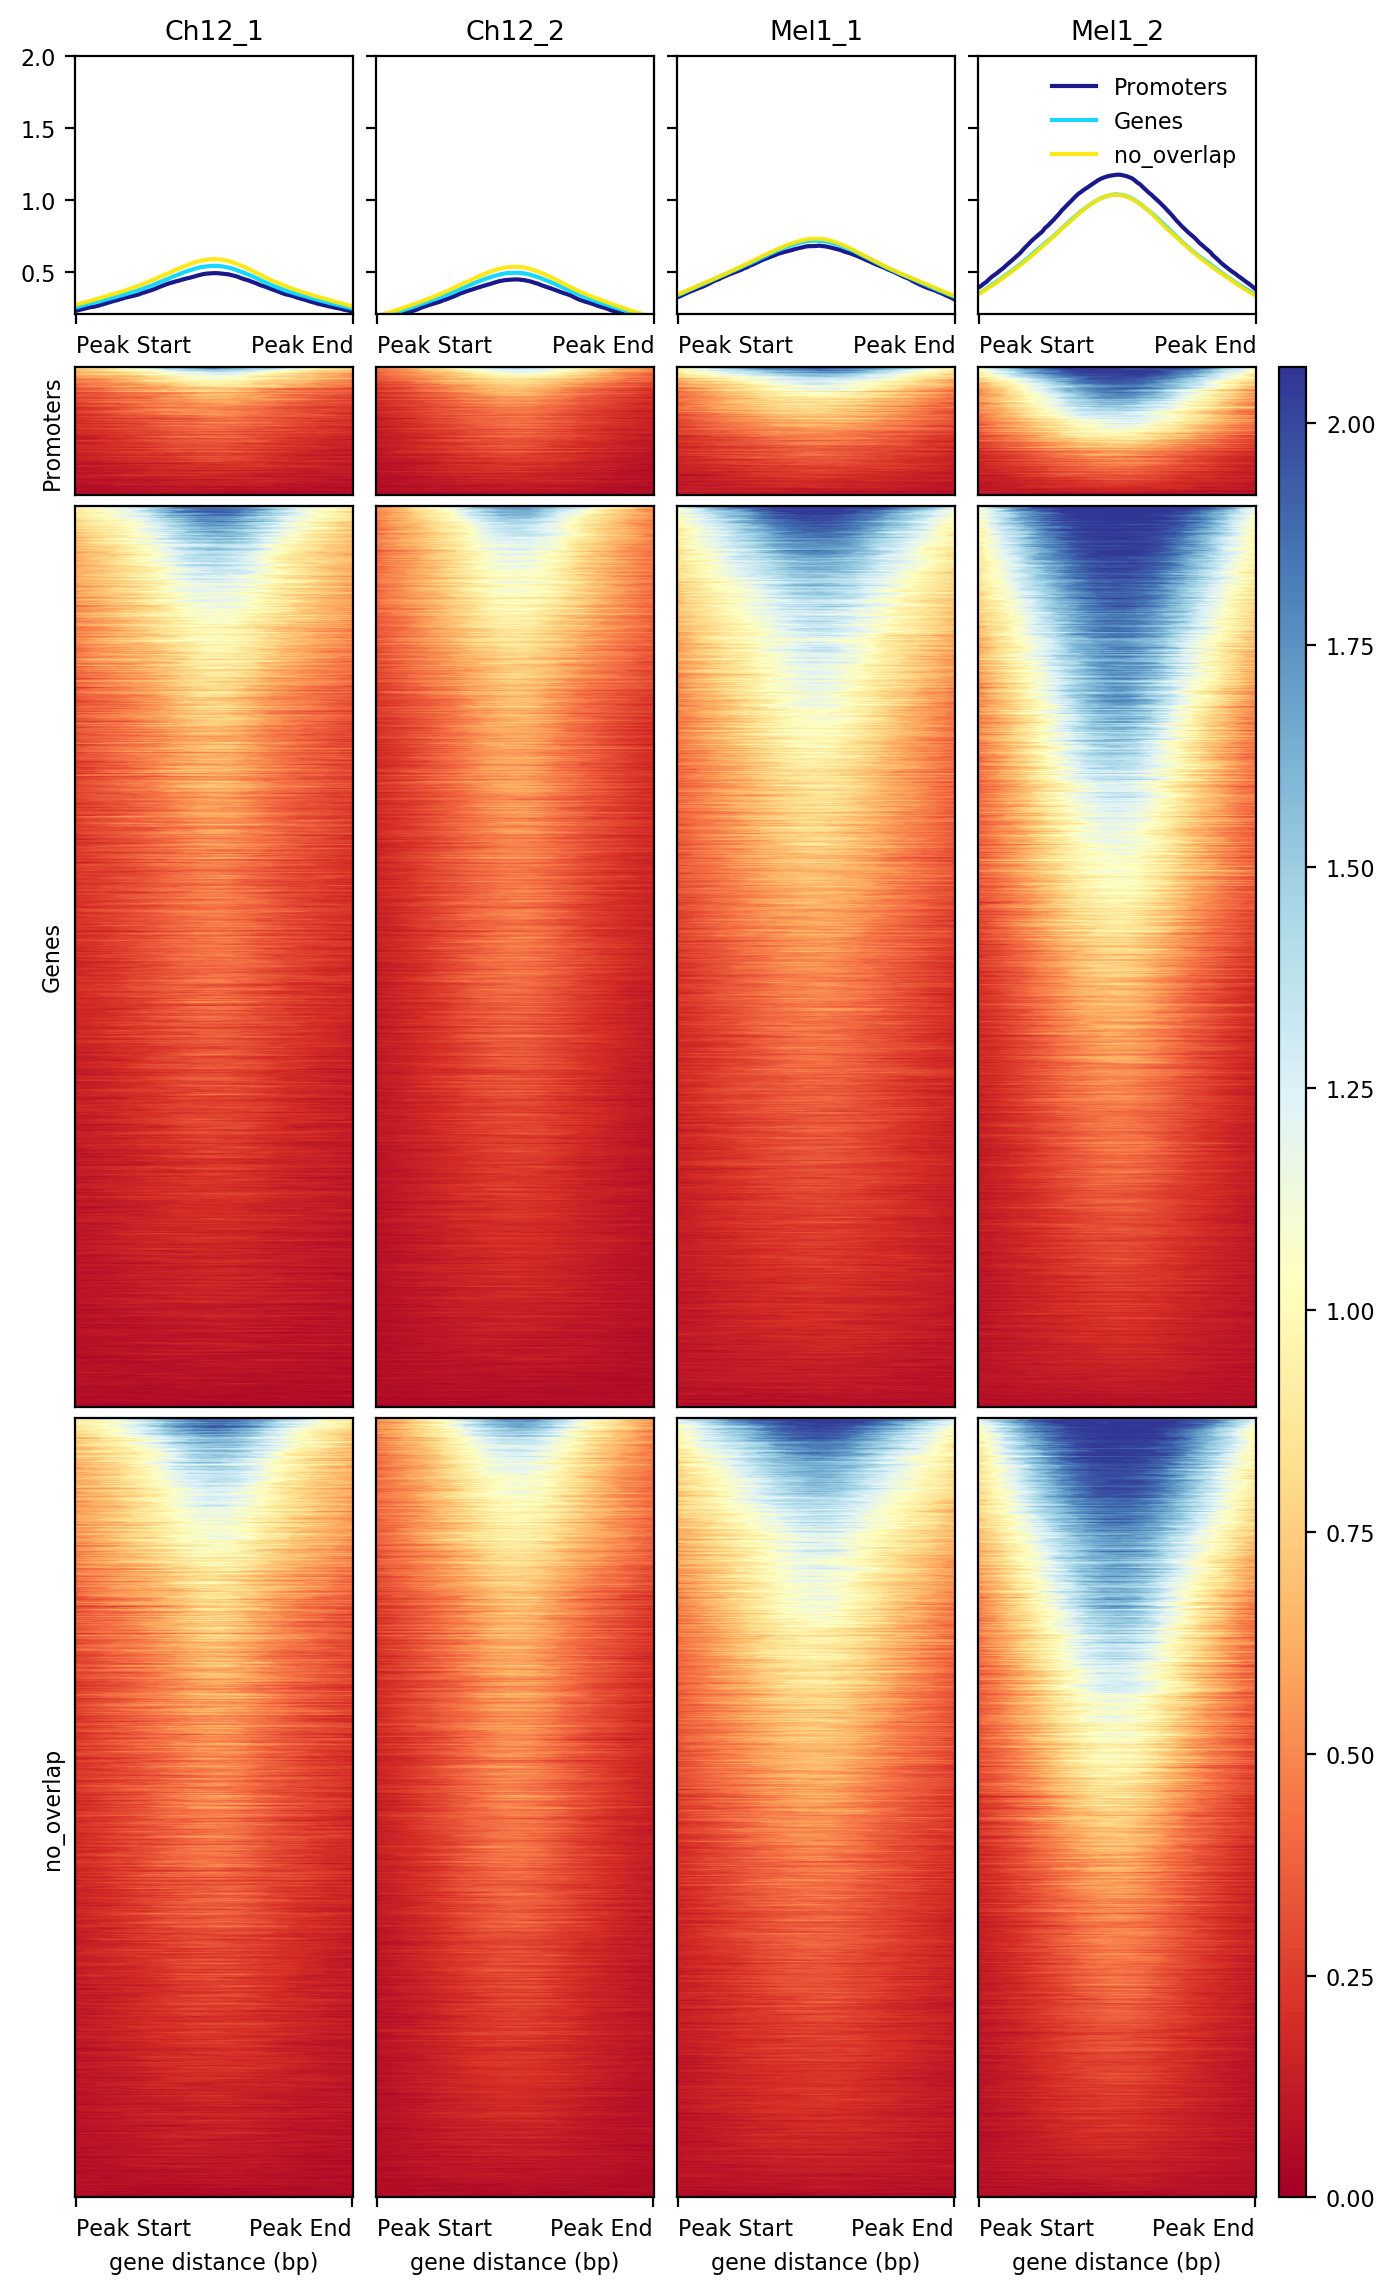 Ch12_1 Ch12_2 Mel1_1 Mel1_2
2.0
1.5
1.0
0.5
Promoters
Genes
no_overlap
Peak Start Peak End Peak Start Peak End Peak Start Peak End Peak Start Peak End
Promoters
Genes
no_overlap
2.00
1.75
1.50
1.25
1.00
0.75
0.50
0.25
0.00
Peak Start Peak End Peak Start Peak End Peak Start Peak End Peak Start Peak End
gene distance (bp) gene distance (bp) gene distance (bp) gene distance (bp)